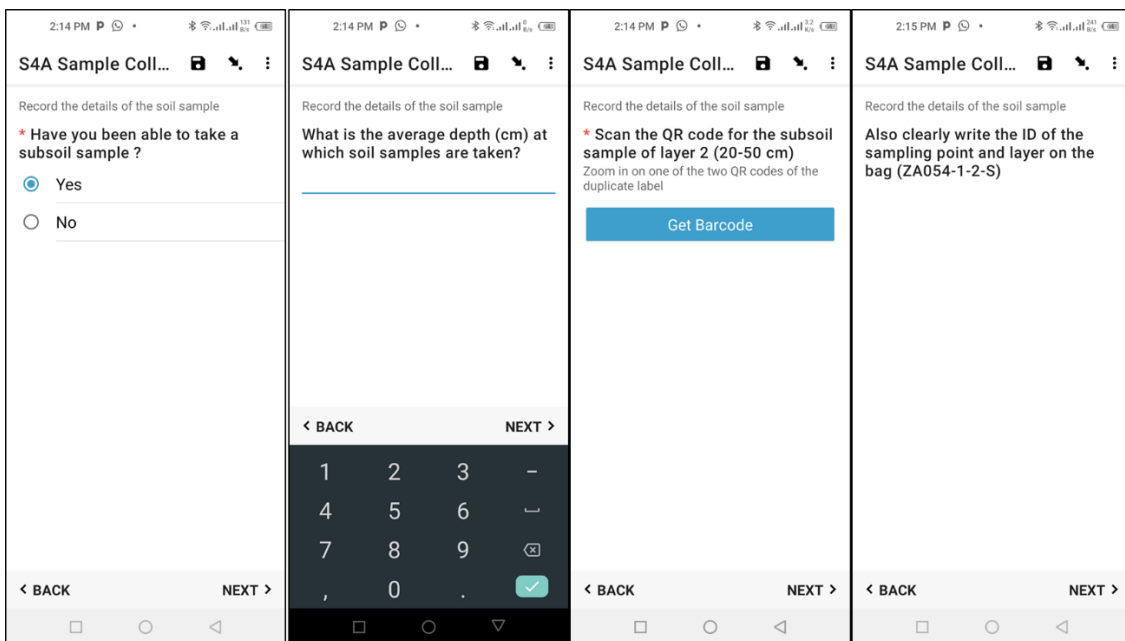 2:14 PM P
131 B/s
S4A Sample Coll...
Record the details of the soil sample
* Have you been able to take a
subsoil sample ?
Yes
No
< BACK NEXT >
2:14 PM P
0 B/s
S4A Sample Coll...
Record the details of the soil sample
What is the average depth (cm) at
which soil samples are taken?
< BACK NEXT >
1 2 3 –
4 5 6
7 8 9
, 0 .
2:14 PM P
S4A Sample Coll...
Record the details of the soil sample
* Scan the QR code for the subsoil
sample of layer 2 (20-50 cm)
Zoom in on one of the two QR codes of the
duplicate label
Get Barcode
< BACK NEXT >
2:15 PM P
241 B/s
S4A Sample Coll...
Record the details of the soil sample
Also clearly write the ID of the
sampling point and layer on the
bag (ZA054-1-2-S)
< BACK NEXT >